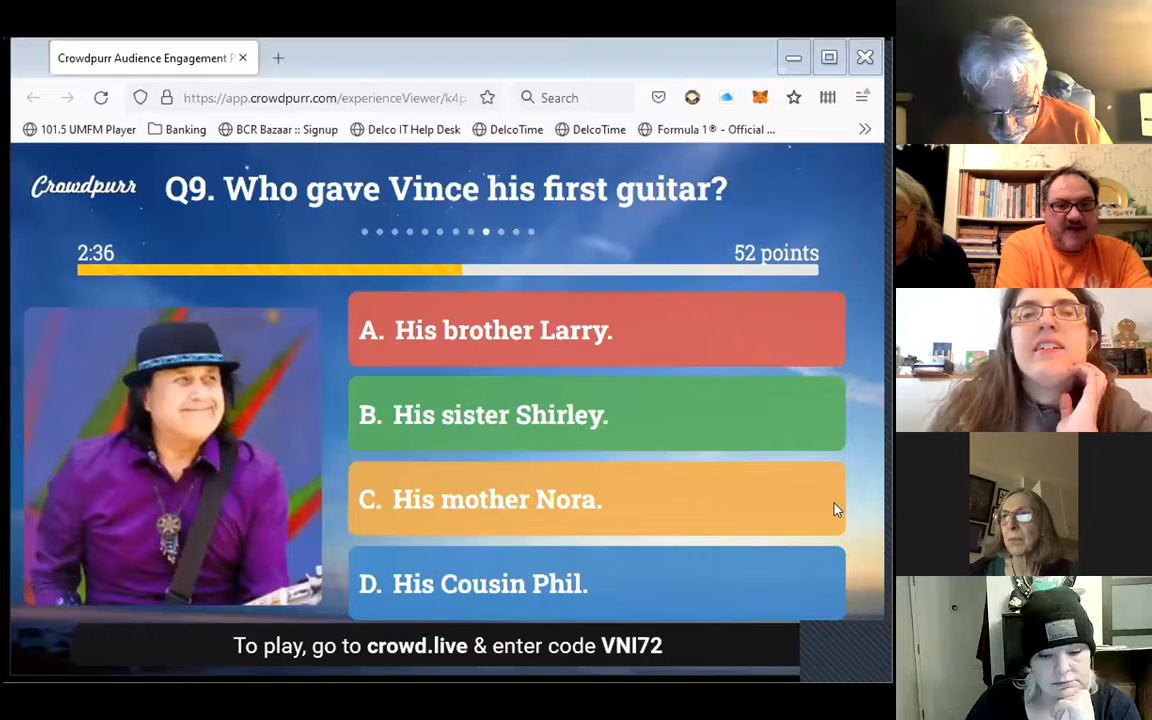 Crowdpurr Audience Engagement P
https://app.crowdpurr.com/experienceViewer/k4p
Search
101.5 UMFM Player
Banking
BCR Bazaar :: Signup
Delco IT Help Desk
DelcoTime
DelcoTime
Formula 1® - Official ...
Crowdpurr
Q9. Who gave Vince his first guitar?
2:36
52 points
A. His brother Larry.
B. His sister Shirley.
C. His mother Nora.
D. His Cousin Phil.
To play, go to crowd.live & enter code VNI72